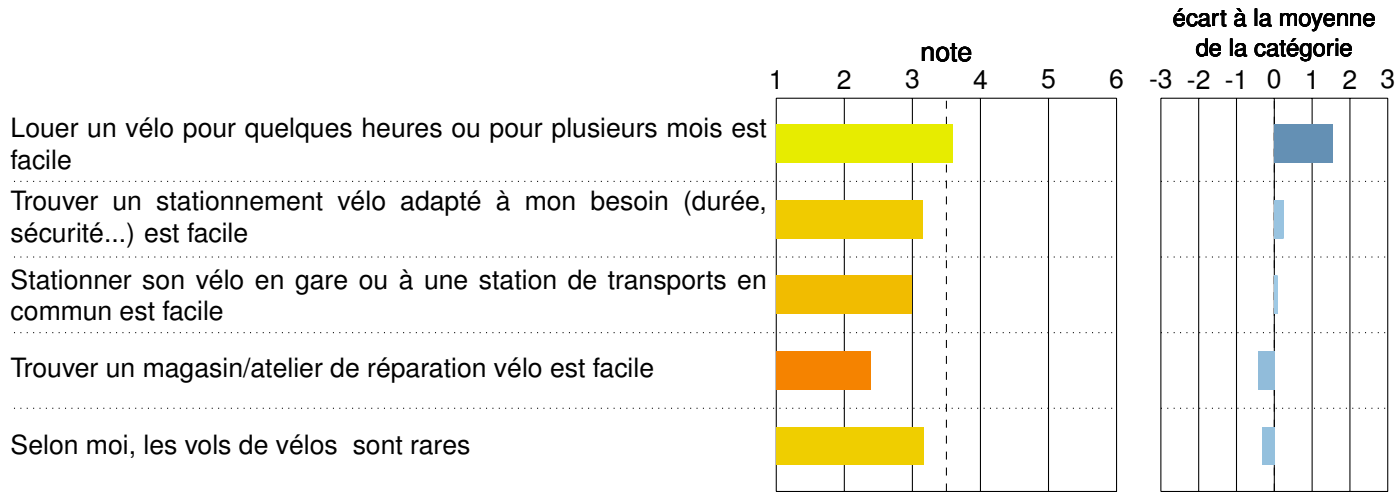 écart à la moyenne
note de la catégorie
1 2 3 4 5 6 -3 -2 -1 0 1 2 3
Louer un vélo pour quelques heures ou pour plusieurs mois est
facile
Trouver un stationnement vélo adapté à mon besoin (durée,
sécurité...) est facile
Stationner son vélo en gare ou à une station de transports en
commun est facile
Trouver un magasin/atelier de réparation vélo est facile
Selon moi, les vols de vélos sont rares